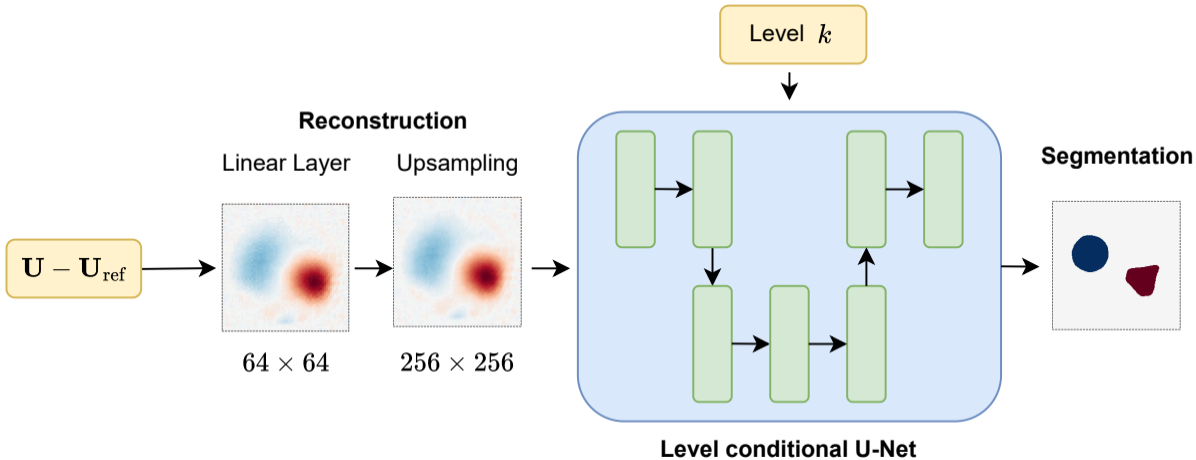 Level k
Reconstruction
Linear Layer
Upsampling
Segmentation
U − U_ref
64 × 64
256 × 256
Level conditional U-Net